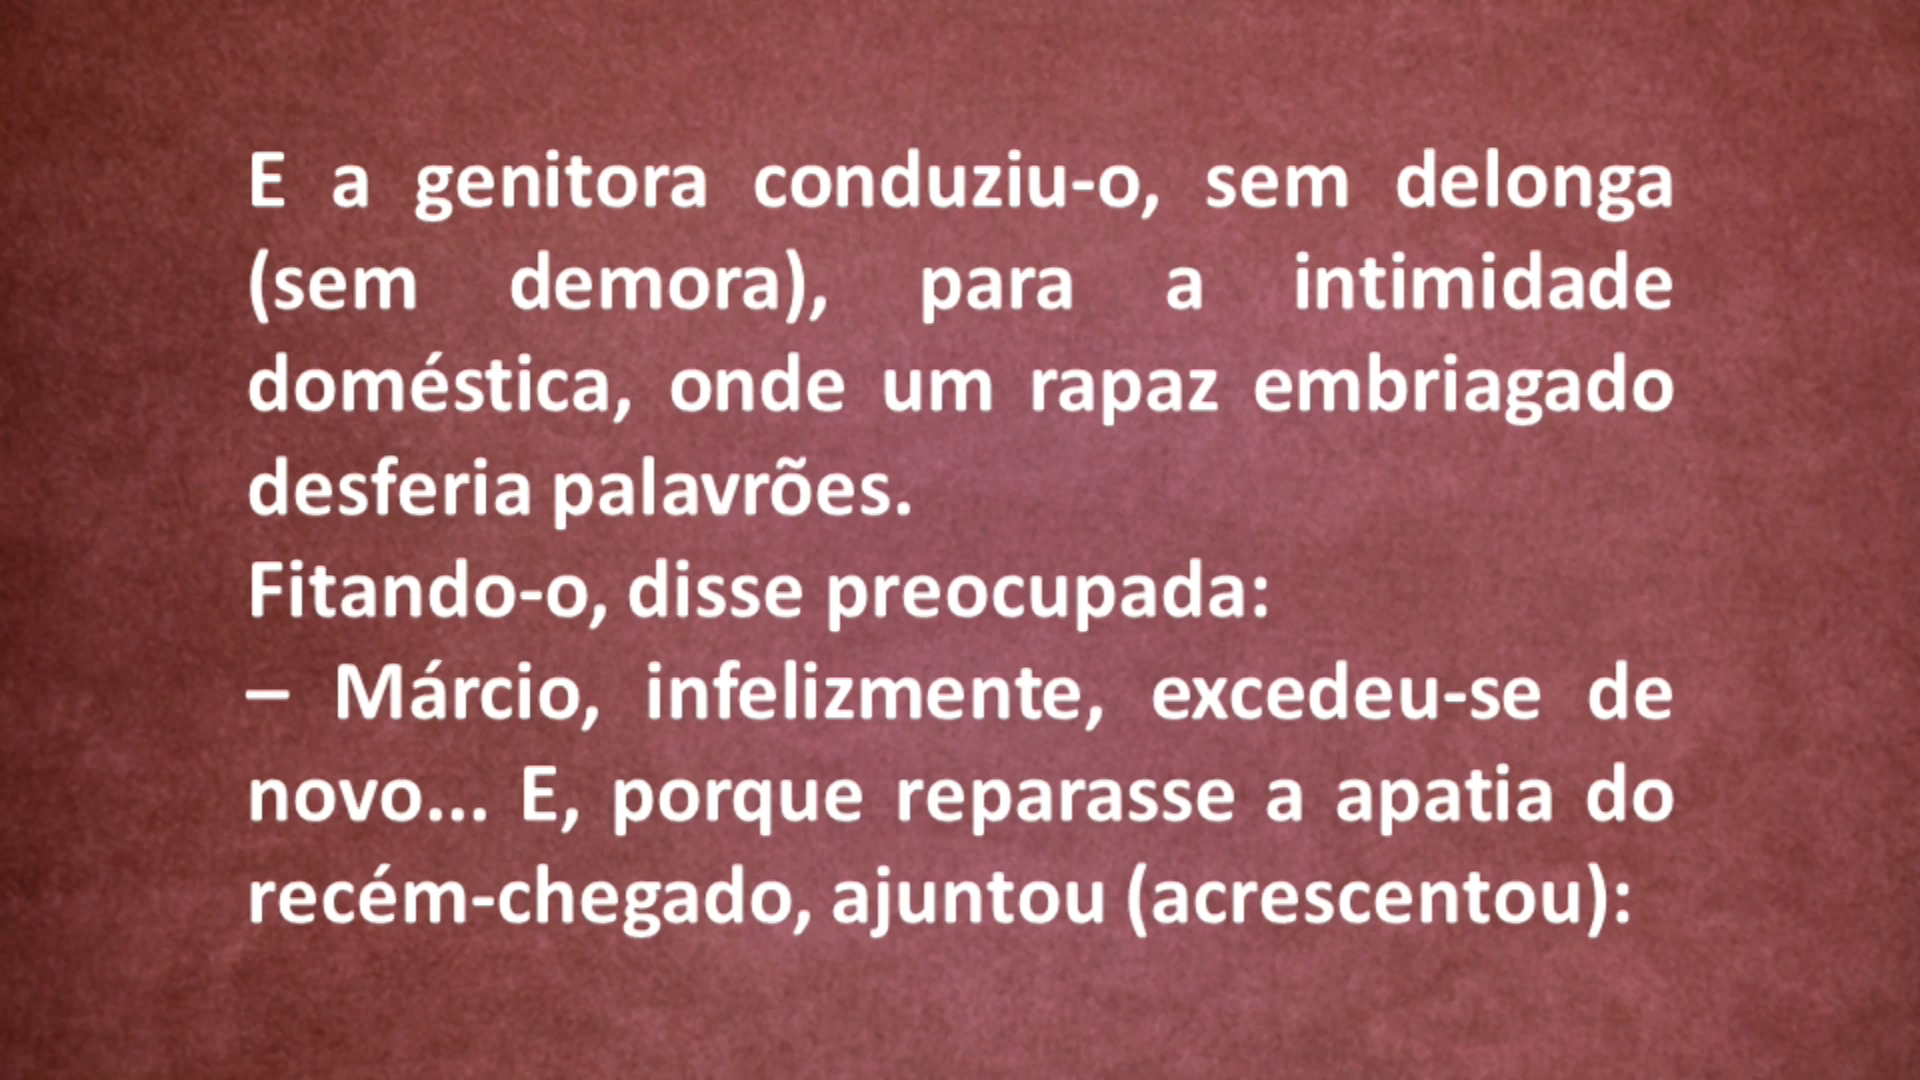 E a genitora conduziu-o, sem delonga
(sem demora), para a intimidade
doméstica, onde um rapaz embriagado
desferia palavrões.
Fitando-o, disse preocupada:
– Márcio, infelizmente, excedeu-se de
novo... E, porque reparasse a apatia do
recém-chegado, ajuntou (acrescentou):